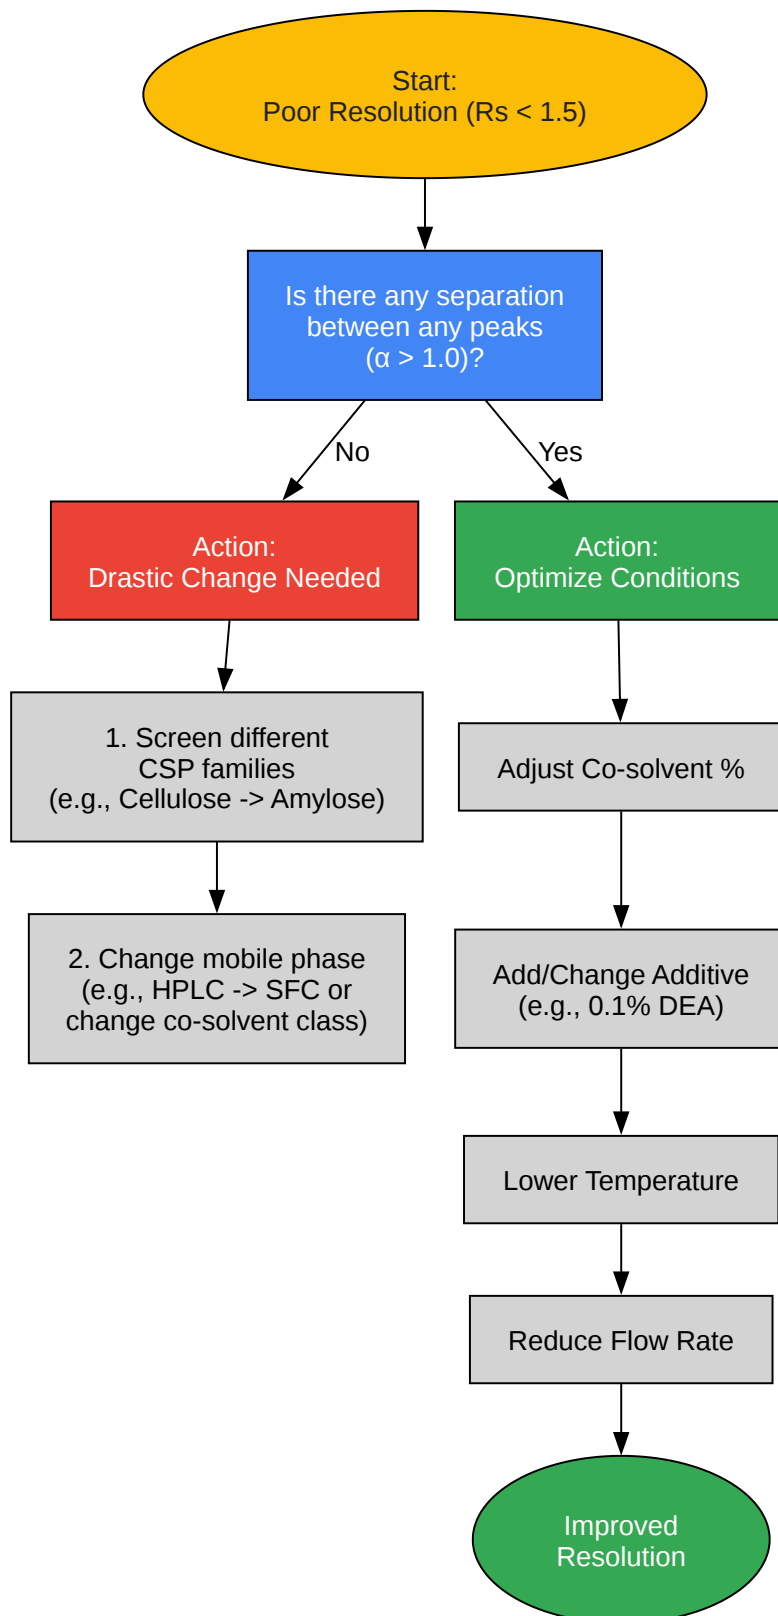 Start:
Poor Resolution (Rs < 1.5)
Is there any separation
between any peaks
(α > 1.0)?
No
Yes
Action:
Drastic Change Needed
Action:
Optimize Conditions
1. Screen different
CSP families
(e.g., Cellulose -> Amylose)
Adjust Co-solvent %
2. Change mobile phase
(e.g., HPLC -> SFC or
change co-solvent class)
Add/Change Additive
(e.g., 0.1% DEA)
Lower Temperature
Reduce Flow Rate
Improved
Resolution